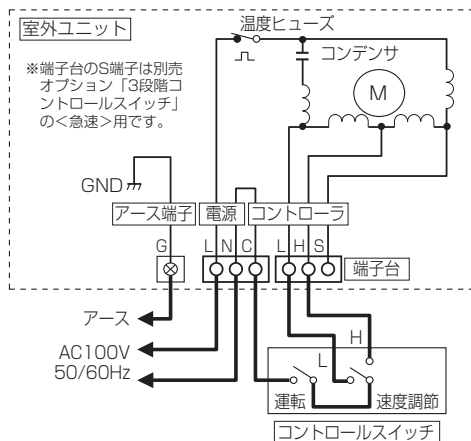 室外ユニット
温度ヒューズ
コンデンサ
※端子台のS端子は別売
オプション「3段階コ
ントロールスイッチ」
の<急速>用です。
M
GND
アース端子
電源
コントローラ
G
L N C
L H S
端子台
アース
AC100V
50/60Hz
H
L
運転
速度調節
コントロールスイッチ